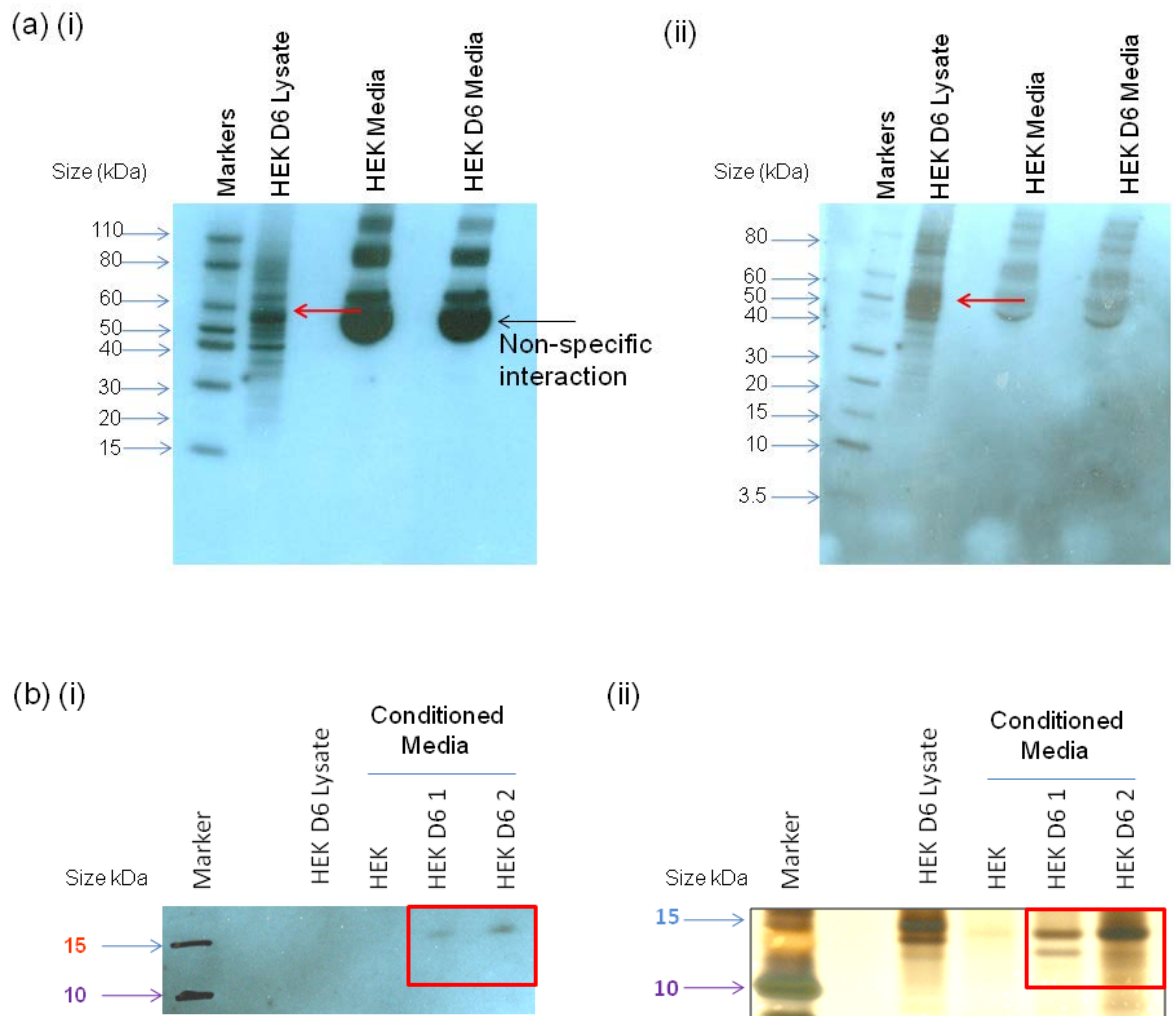 (a) (i)
Size (kDa)
Markers
HEK D6 Lysate
HEK Media
HEK D6 Media
110
80
60
50
40
30
20
15
Non-specific
interaction
(ii)
Size (kDa)
Markers
HEK D6 Lysate
HEK Media
HEK D6 Media
80
60
50
40
30
20
15
10
3.5
(b) (i)
Conditioned
Media
Size kDa
Marker
HEK D6 Lysate
HEK
HEK D6 1
HEK D6 2
15
10
(ii)
Conditioned
Media
Size kDa
Marker
HEK D6 Lysate
HEK
HEK D6 1
HEK D6 2
15
10